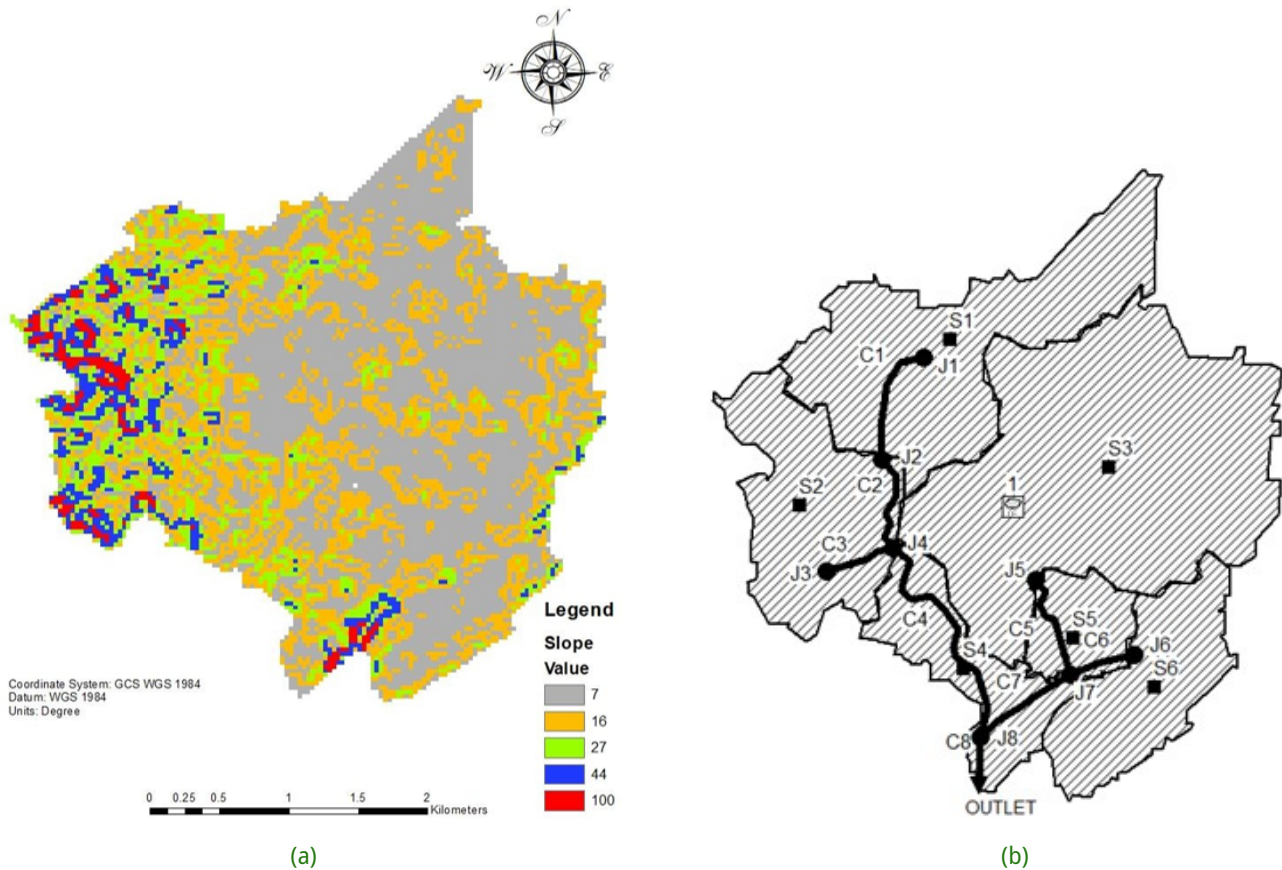 N
W
E
S
Legend
Slope
Value
7
16
27
44
100
Coordinate System: GCS WGS 1984
Datum: WGS 1984
Units: Degree
0 0.25 0.5 1 1.5 2
Kilometers
(a)
S1
C1
J1
J2
S3
C2
S2
1
C3
J4
J3
J5
C4
C5
S5
C6
J6
S4
C7
J7
S6
C8
J8
OUTLET
(b)